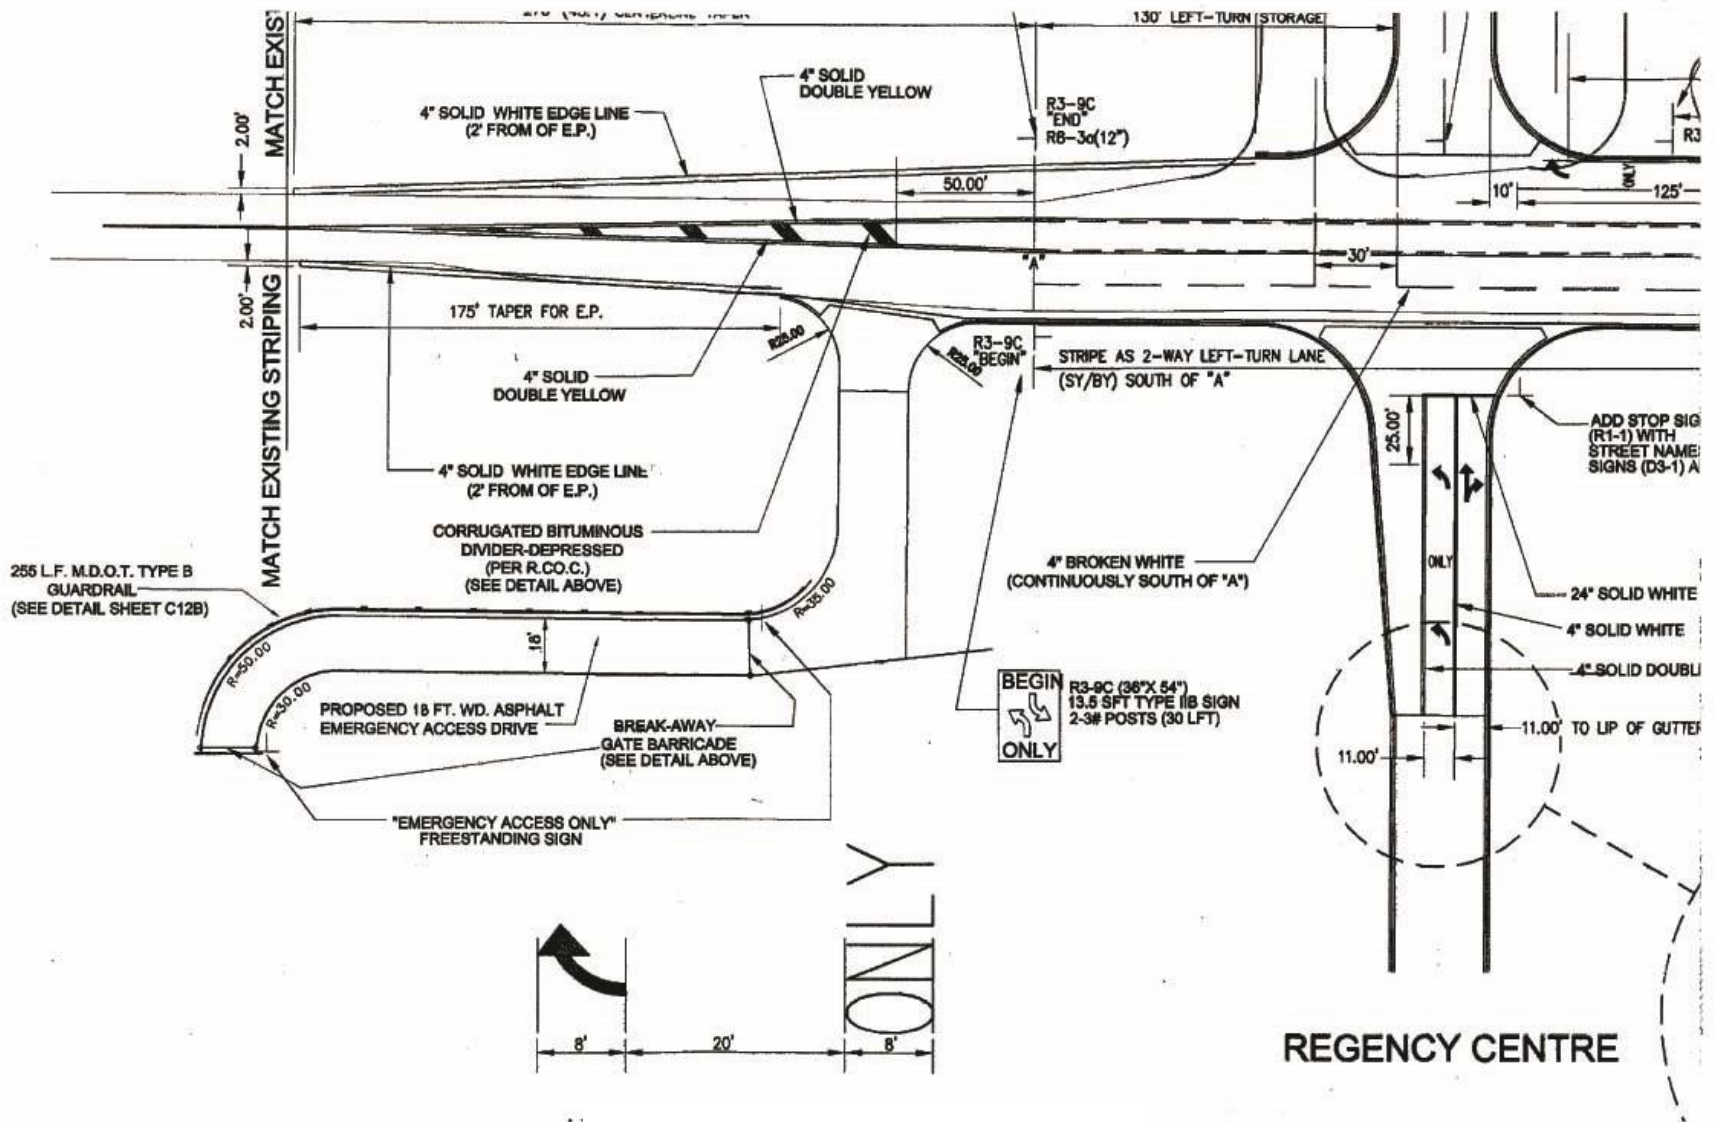 130' LEFT-TURN STORAGE
MATCH EXIST
4" SOLID
DOUBLE YELLOW
4" SOLID WHITE EDGE LINE
(2' FROM OF E.P.)
2.00'
R3-9C
"END"
R8-3a(12")
R3
50.00'
ONLY
10'
125'
"A"
30'
2.00'
175' TAPER FOR E.P.
R25.00
R25.00
R3-9C
"BEGIN"
STRIPE AS 2-WAY LEFT-TURN LANE
(SY/BY) SOUTH OF "A"
4" SOLID
DOUBLE YELLOW
MATCH EXISTING STRIPING
25.00'
ADD STOP SIG
(R1-1) WITH
STREET NAME
SIGNS (D3-1) A
4" SOLID WHITE EDGE LINE
(2' FROM OF E.P.)
CORRUGATED BITUMINOUS
DIVIDER-DEPRESSED
(PER R.CO.C.)
(SEE DETAIL ABOVE)
4" BROKEN WHITE
(CONTINUOUSLY SOUTH OF "A")
ONLY
255 L.F. M.D.O.T. TYPE B
GUARDRAIL
(SEE DETAIL SHEET C12B)
24" SOLID WHITE
4" SOLID WHITE
4" SOLID DOUBL
R=35.00
18'
R=50.00
R=30.00
PROPOSED 18 FT. WD. ASPHALT
EMERGENCY ACCESS DRIVE
BREAK-AWAY
GATE BARRICADE
(SEE DETAIL ABOVE)
BEGIN
ONLY
R3-9C (36"X 54")
13.5 SFT TYPE IIB SIGN
2-3# POSTS (30 LFT)
11.00' TO LIP OF GUTTER
11.00'
"EMERGENCY ACCESS ONLY"
FREESTANDING SIGN
ONLY
8'
20'
8'
REGENCY CENTRE